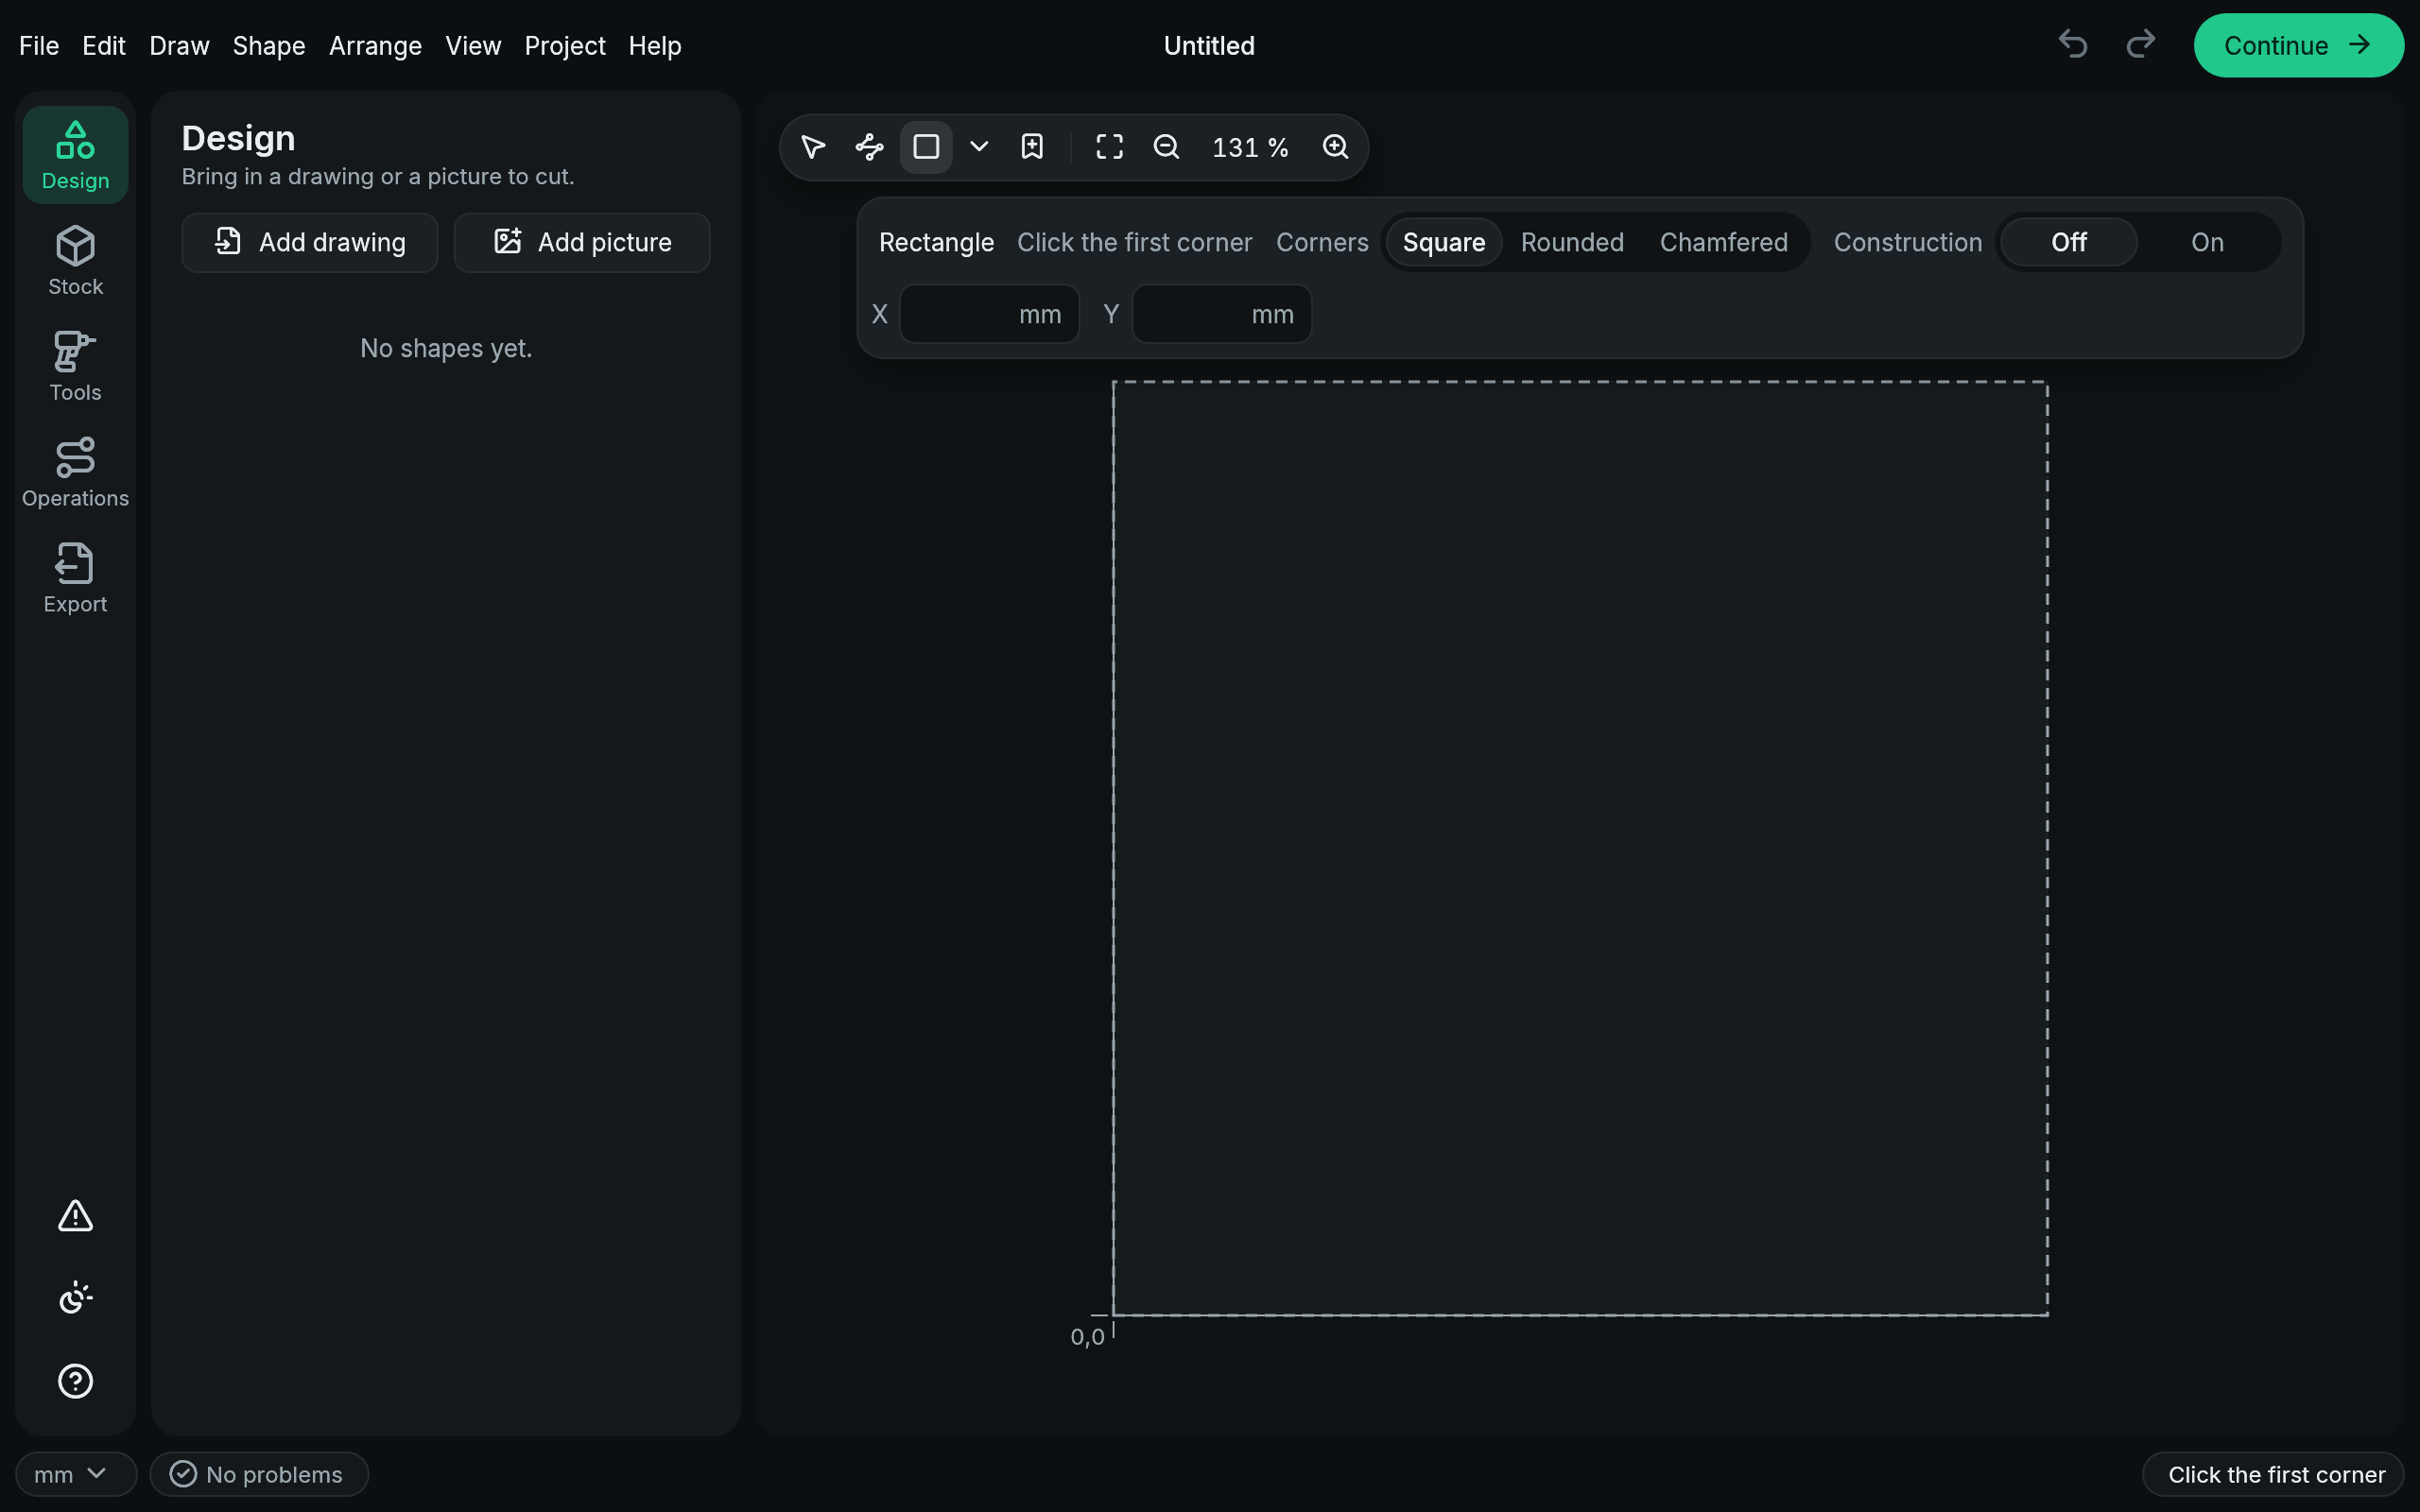 File Edit Draw Shape Arrange View Project Help
Untitled
Continue
Design
Stock
Tools
Operations
Export
Design
Bring in a drawing or a picture to cut.
Add drawing
Add picture
No shapes yet.
131 %
Rectangle Click the first corner Corners Square Rounded Chamfered Construction Off On
X mm Y mm
0,0
mm
No problems
Click the first corner